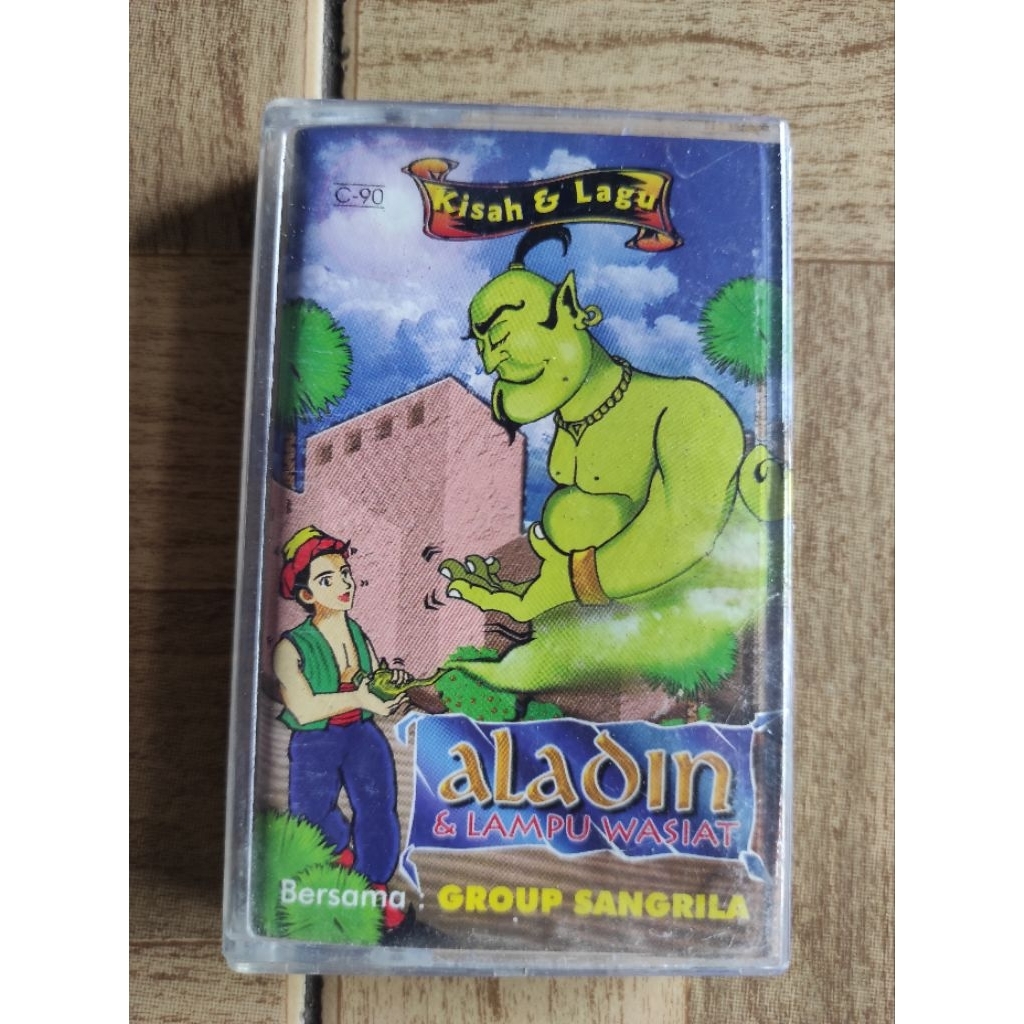 C-90
Kisah & Lagu
aladin
& LAMPU WASIAT
Bersama : GROUP SANGRILA